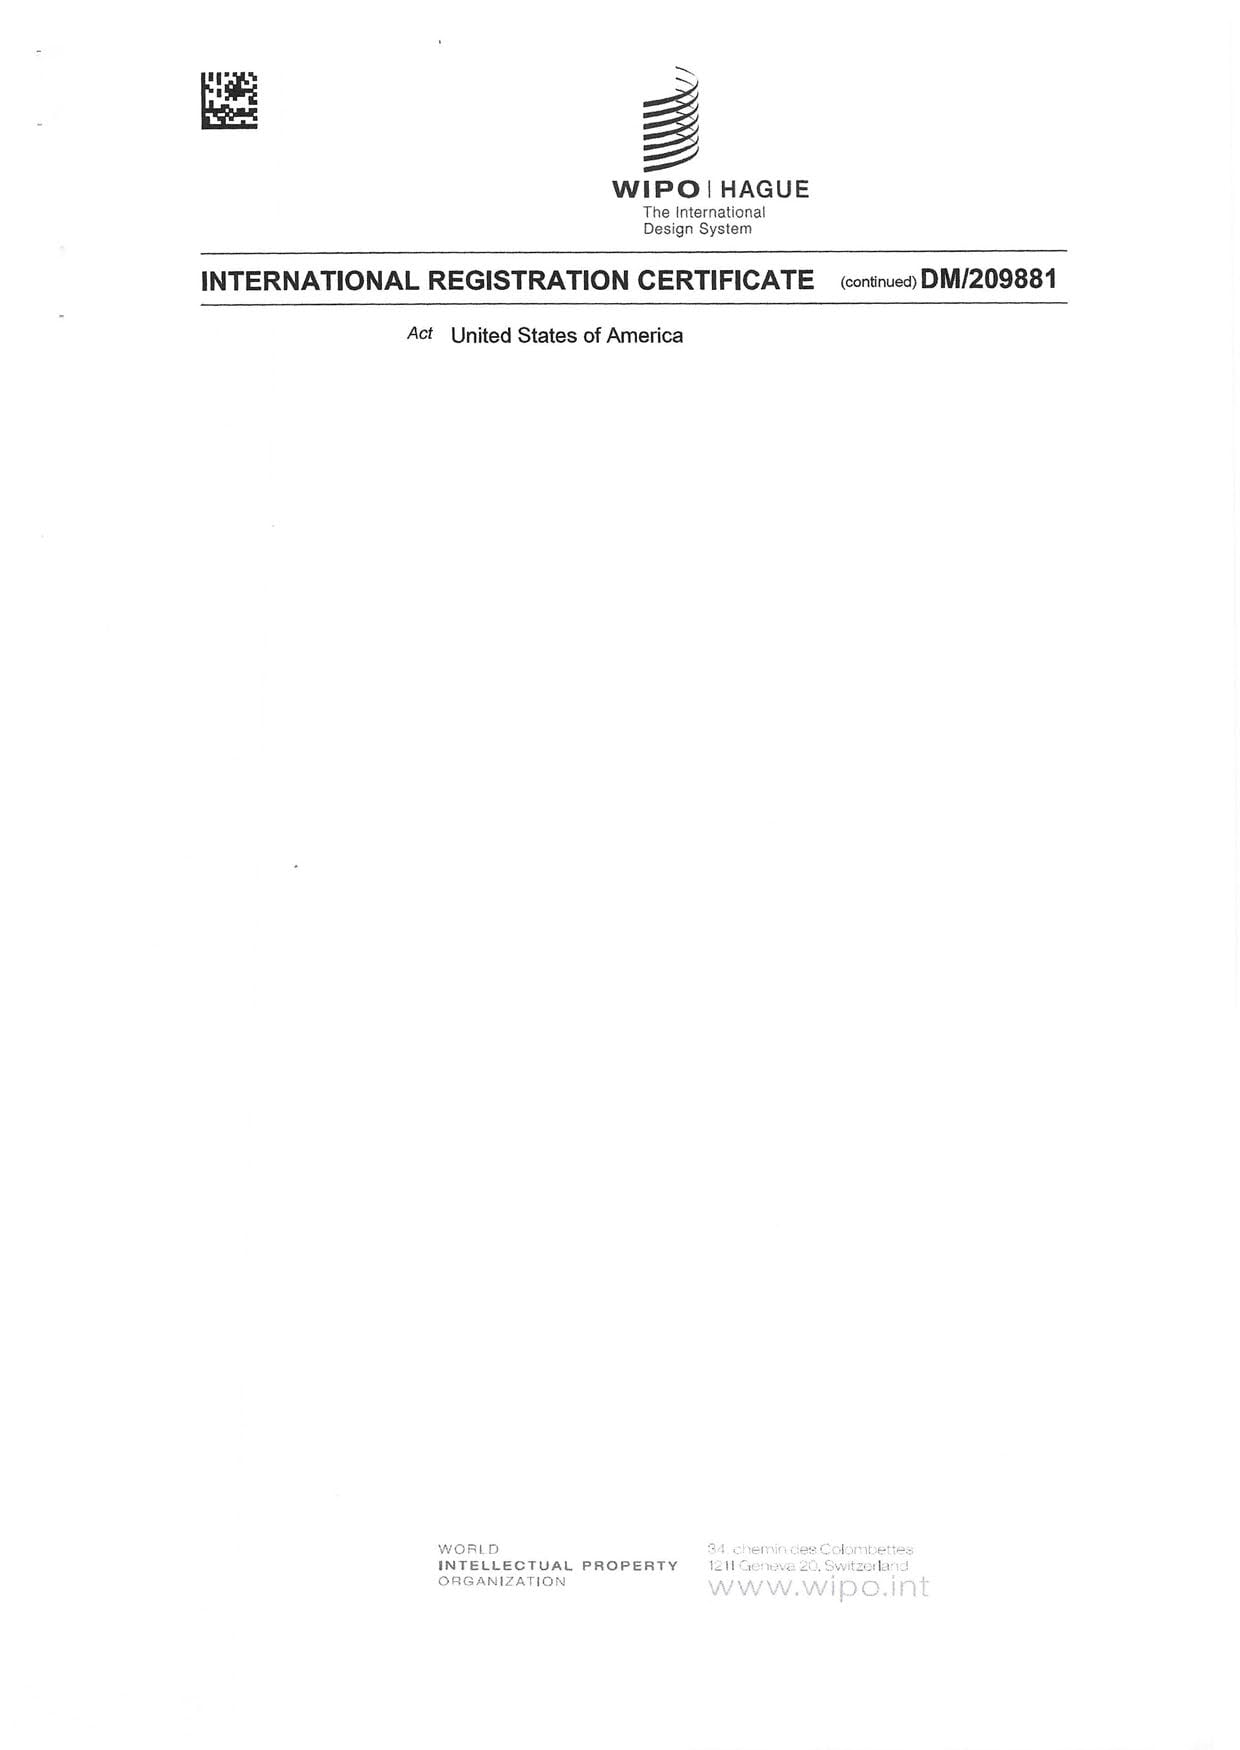 WIPO | HAGUE
The International
Design System
INTERNATIONAL REGISTRATION CERTIFICATE (continued) DM/209881
Act United States of America
WORLD
INTELLECTUAL PROPERTY
ORGANIZATION
34, chemin des Colombettes
1211 Geneva 20, Switzerland
www.wipo.int